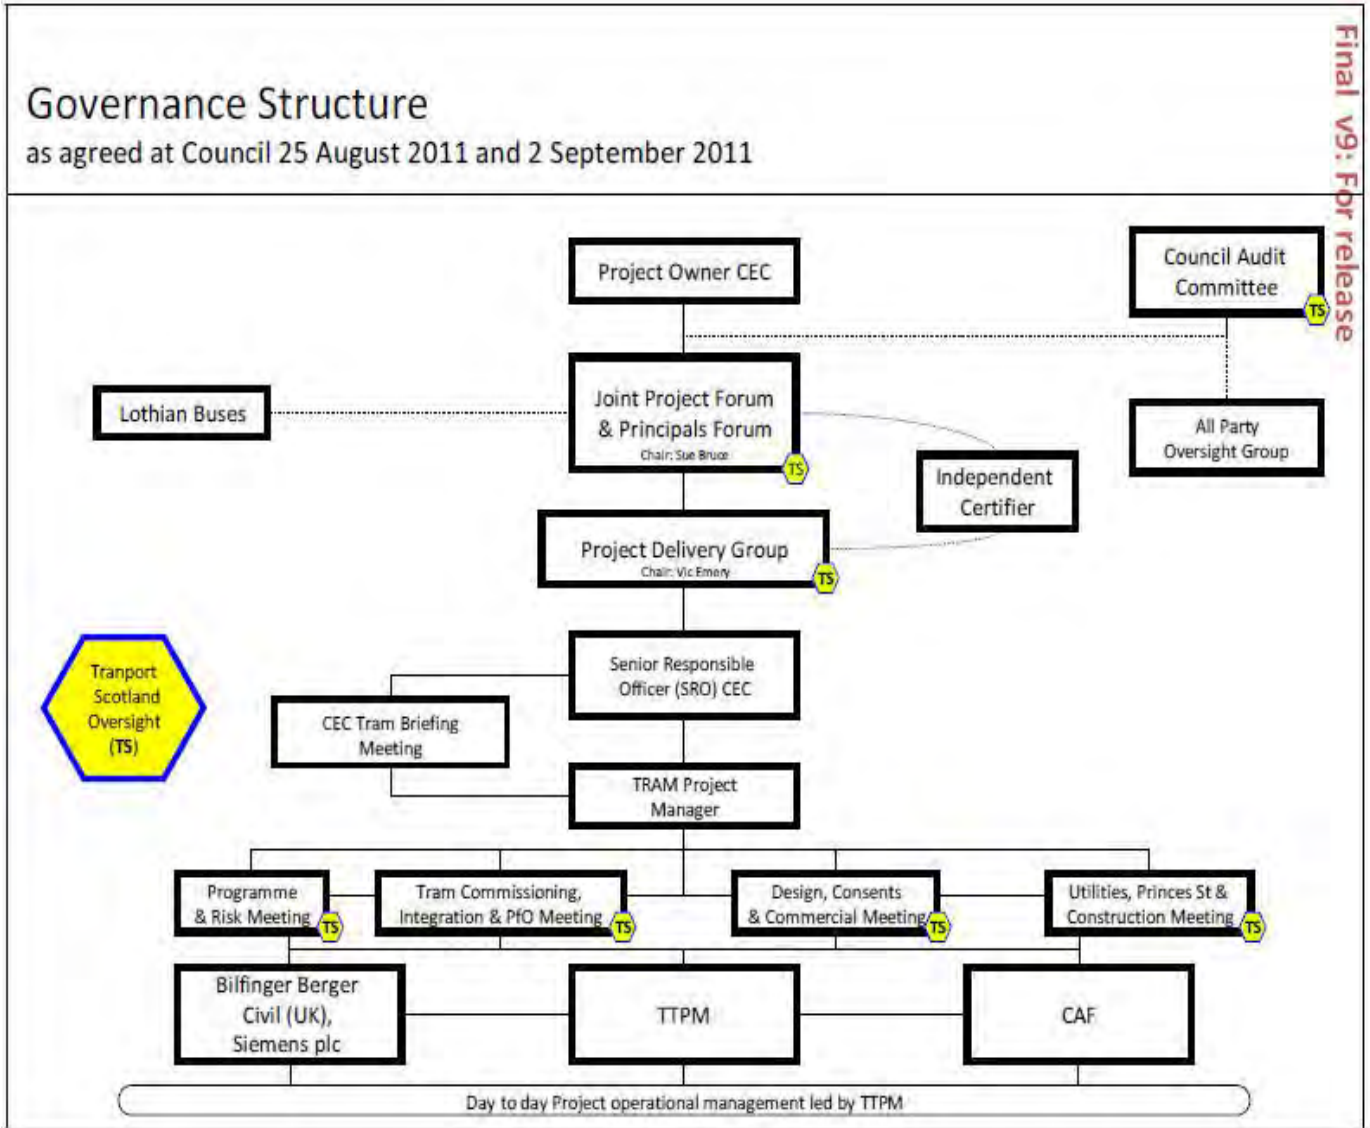 Governance Structure
as agreed at Council 25 August 2011 and 2 September 2011
Final v9: For release
Project Owner CEC
Council Audit
Committee
TS
Lothian Buses
Joint Project Forum
& Principals Forum
Chair: Sue Bruce
TS
All Party
Oversight Group
Independent
Certifier
Project Delivery Group
Chair: Vic Emery
TS
Tranport
Scotland
Oversight
(TS)
Senior Responsible
Officer (SRO) CEC
CEC Tram Briefing
Meeting
TRAM Project
Manager
Programme
& Risk Meeting
TS
Tram Commissioning,
Integration & PfO Meeting
TS
Design, Consents
& Commercial Meeting
TS
Utilities, Princes St &
Construction Meeting
TS
Bilfinger Berger
Civil (UK),
Siemens plc
TTPM
CAF
Day to day Project operational management led by TTPM